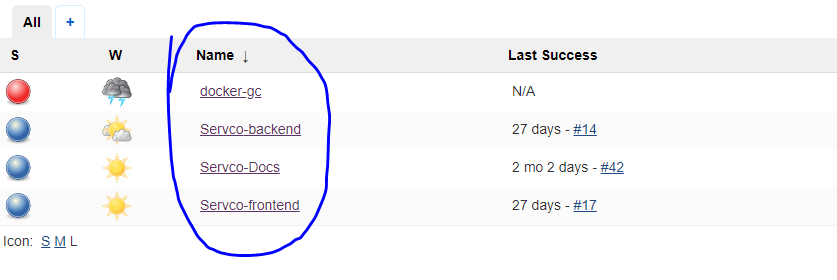 All +
S W Name ↓ Last Success
docker-gc N/A
Servco-backend 27 days - #14
Servco-Docs 2 mo 2 days - #42
Servco-frontend 27 days - #17
Icon: S M L